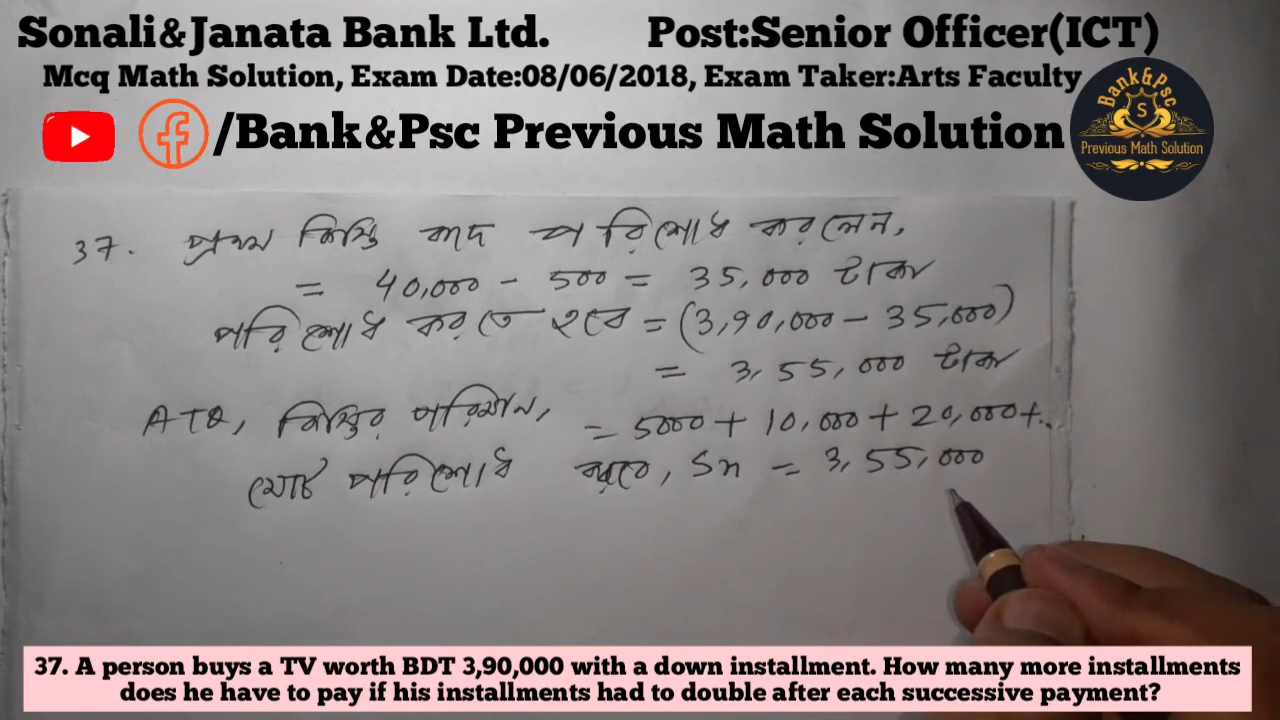 Sonali&Janata Bank Ltd. Post:Senior Officer(ICT)
Mcq Math Solution, Exam Date:08/06/2018, Exam Taker:Arts Faculty
/Bank&Psc Previous Math Solution
Bank&Psc
S
Previous Math Solution
37. প্রথম কিস্তি বাদে পরিশোধ করলেন,
= 40,000 - 500 = 35,000 টাকা
পরিশোধ করতে হবে = (3,90,000 - 35,000)
= 3,55,000 টাকা
ATQ, কিস্তির পরিমান, = 5000 + 10,000 + 20,000 + ..
মোট পরিশোধ করবে, Sn = 3,55,000
37. A person buys a TV worth BDT 3,90,000 with a down installment. How many more installments
does he have to pay if his installments had to double after each successive payment?